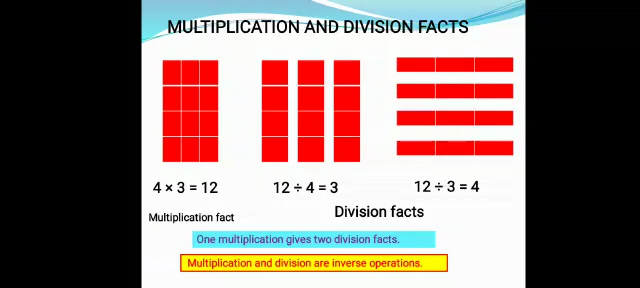 MULTIPLICATION AND DIVISION FACTS
4 × 3 = 12
12 ÷ 4 = 3
12 ÷ 3 = 4
Multiplication fact
Division facts
One multiplication gives two division facts.
Multiplication and division are inverse operations.